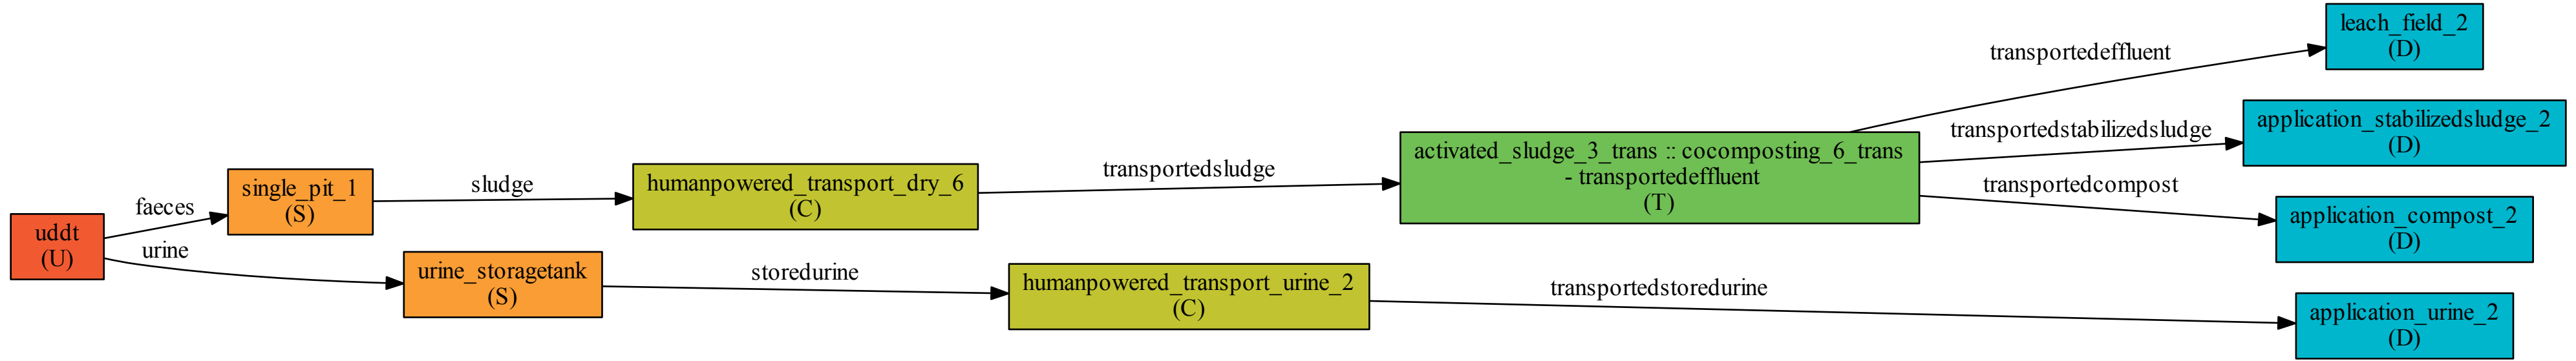 uddt
(U)
faeces
urine
single_pit_1
(S)
urine_storagetank
(S)
sludge
storedurine
humanpowered_transport_dry_6
(C)
humanpowered_transport_urine_2
(C)
transportedsludge
transportedstoredurine
activated_sludge_3_trans :: cocomposting_6_trans
- transportedeffluent
(T)
transportedeffluent
transportedstabilizedsludge
transportedcompost
leach_field_2
(D)
application_stabilizedsludge_2
(D)
application_compost_2
(D)
application_urine_2
(D)